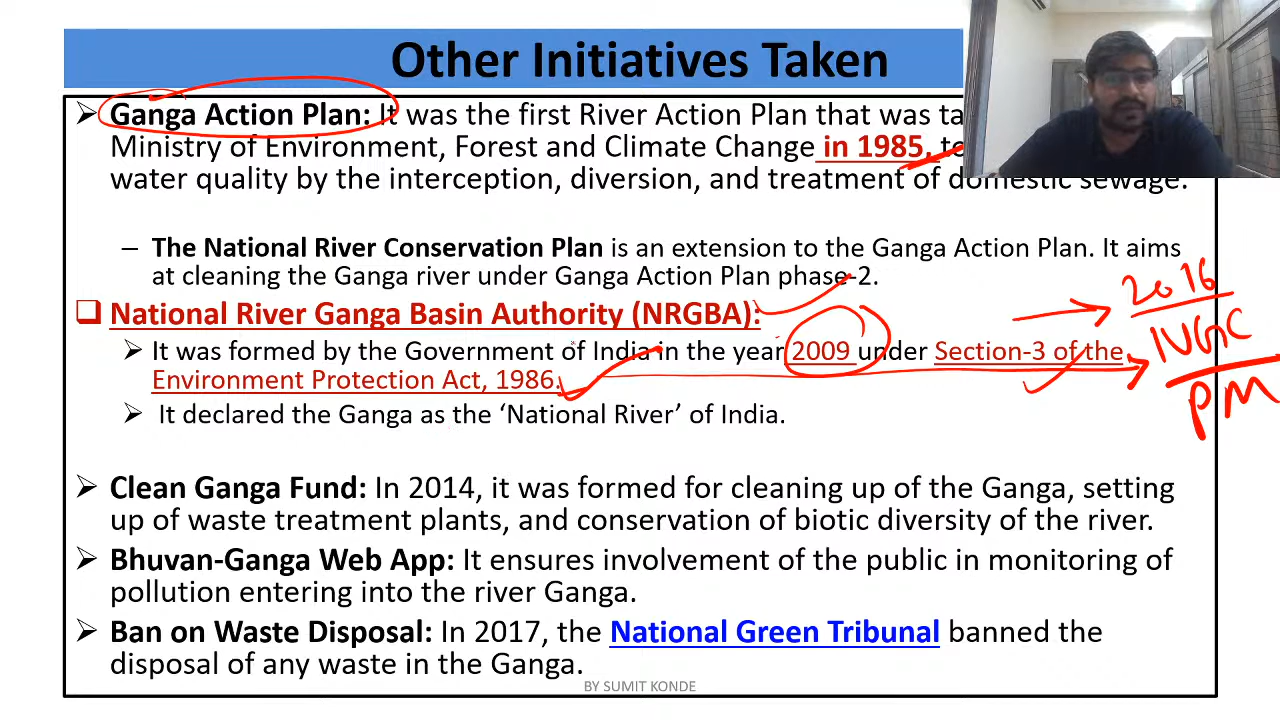 Other Initiatives Taken
➢ Ganga Action Plan: It was the first River Action Plan that was
Ministry of Environment, Forest and Climate Change in 1985,
water quality by the interception, diversion, and treatment of domestic sewage.
– The National River Conservation Plan is an extension to the Ganga Action Plan. It aims
at cleaning the Ganga river under Ganga Action Plan phase-2.
2016
❑ National River Ganga Basin Authority (NRGBA):
➢ It was formed by the Government of India in the year 2009 under Section-3 of the
Environment Protection Act, 1986.
PM
➢ It declared the Ganga as the ‘National River’ of India.
➢ Clean Ganga Fund: In 2014, it was formed for cleaning up of the Ganga, setting
up of waste treatment plants, and conservation of biotic diversity of the river.
➢ Bhuvan-Ganga Web App: It ensures involvement of the public in monitoring of
pollution entering into the river Ganga.
➢ Ban on Waste Disposal: In 2017, the National Green Tribunal banned the
disposal of any waste in the Ganga.
BY SUMIT KONDE